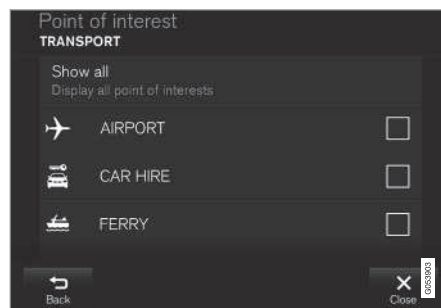 Point of interest
TRANSPORT
Show all
Display all point of interests
AIRPORT
CAR HIRE
FERRY
Back
Close
G053903